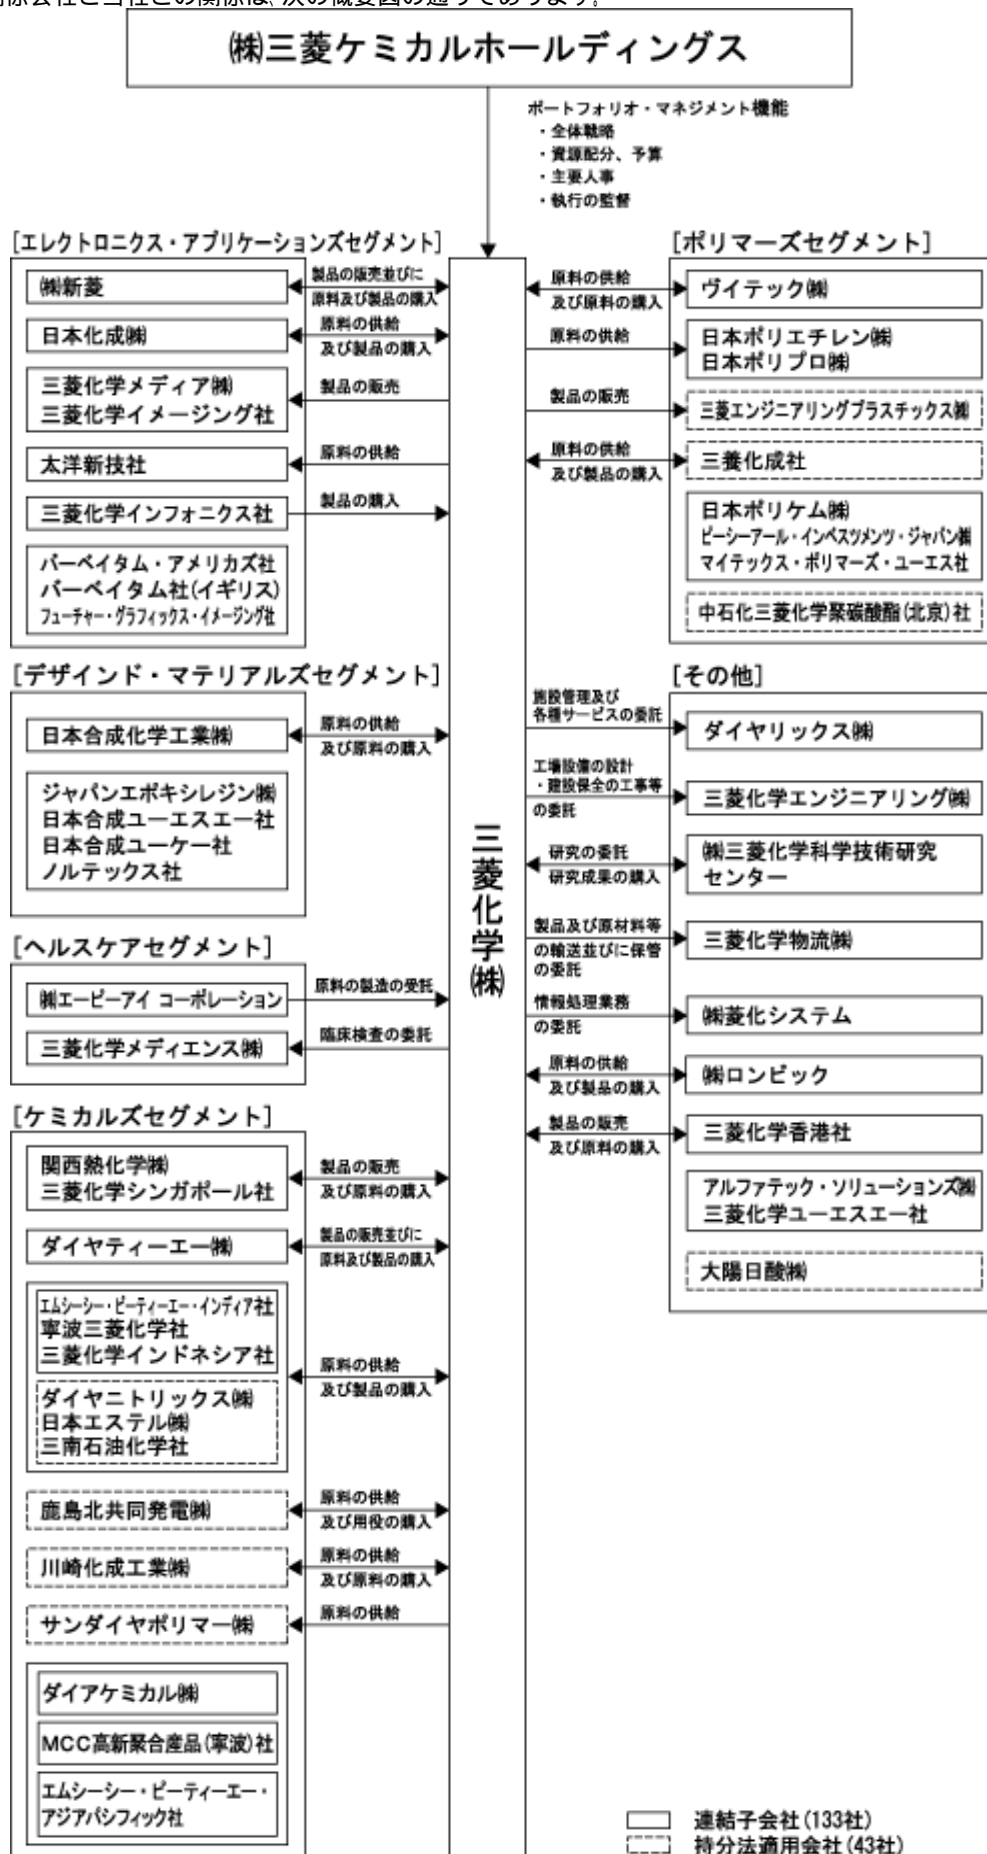 関係会社と当社との関係は、次の概要図の通りであります。
㈱三菱ケミカルホールディングス
ポートフォリオ・マネジメント機能
・全体戦略
・資源配分、予算
・主要人事
・執行の監督
[エレクトロニクス・アプリケーションズセグメント]
㈱新菱
製品の販売並びに
原料及び製品の購入
日本化成㈱
原料の供給
及び製品の購入
三菱化学メディア㈱
三菱化学イメージング社
製品の販売
太洋新技社
原料の供給
三菱化学インフォニクス社
製品の購入
バーベイタム・アメリカズ社
バーベイタム社(イギリス)
フューチャー・グラフィックス・イメージング社
[デザインド・マテリアルズセグメント]
日本合成化学工業㈱
原料の供給
及び原料の購入
ジャパンエポキシレジン㈱
日本合成ユーエスエー社
日本合成ユーケー社
ノルテックス社
[ヘルスケアセグメント]
㈱エーピーアイ コーポレーション
原料の製造の受託
三菱化学メディエンス㈱
臨床検査の委託
[ケミカルズセグメント]
関西熱化学㈱
三菱化学シンガポール社
製品の販売
及び原料の購入
ダイヤティーエー㈱
製品の販売並びに
原料及び製品の購入
エムシーシー・ピーティーエー・インディア社
寧波三菱化学社
三菱化学インドネシア社
ダイヤニトリックス㈱
日本エステル㈱
三南石油化学社
原料の供給
及び製品の購入
鹿島北共同発電㈱
原料の供給
及び用役の購入
川崎化成工業㈱
原料の供給
及び原料の購入
サンダイヤポリマー㈱
原料の供給
ダイアケミカル㈱
MCC高新聚合産品(寧波)社
エムシーシー・ピーティーエー・
アジアパシフィック社
三菱化学㈱
[ポリマーズセグメント]
原料の供給
及び原料の購入
ヴイテック㈱
原料の供給
日本ポリエチレン㈱
日本ポリプロ㈱
製品の販売
三菱エンジニアリングプラスチックス㈱
原料の供給
及び製品の購入
三養化成社
日本ポリケム㈱
ピーシーアール・インベスツメンツ・ジャパン㈱
マイテックス・ポリマーズ・ユーエス社
中石化三菱化学聚碳酸酯(北京)社
[その他]
施設管理及び
各種サービスの委託
ダイヤリックス㈱
工場設備の設計
・建設保全の工事等
の委託
三菱化学エンジニアリング㈱
研究の委託
研究成果の購入
㈱三菱化学科学技術研究
センター
製品及び原材料等
の輸送並びに保管
の委託
三菱化学物流㈱
情報処理業務
の委託
㈱菱化システム
原料の供給
及び製品の購入
㈱ロンビック
製品の販売
及び原料の購入
三菱化学香港社
アルファテック・ソリューションズ㈱
三菱化学ユーエスエー社
大陽日酸㈱
連結子会社(133社)
持分法適用会社(43社)